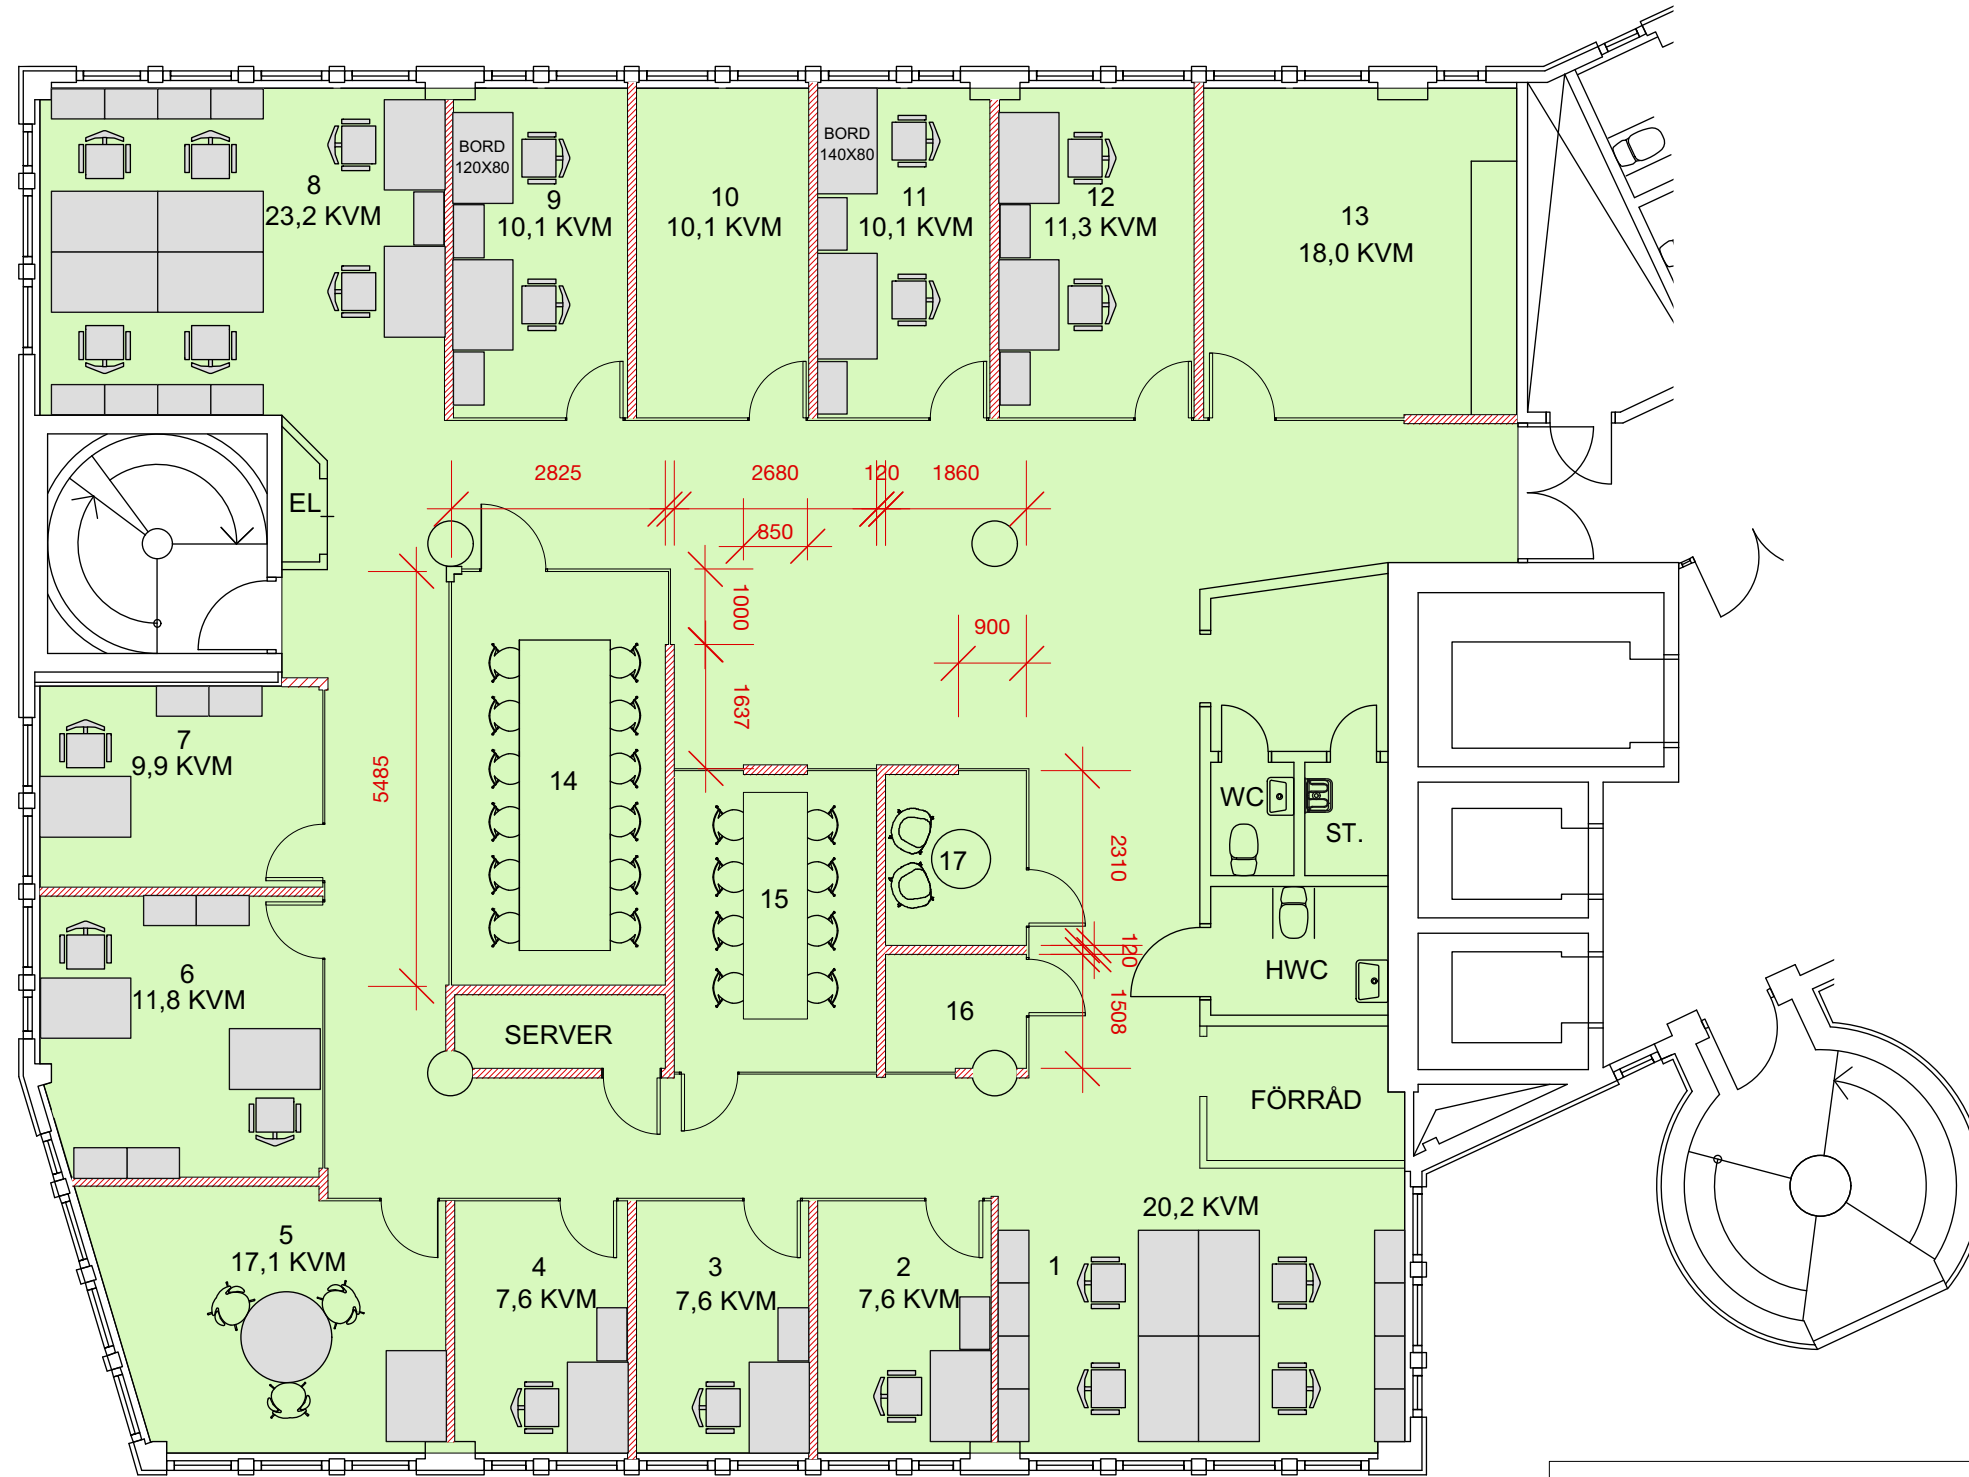 BORD
120X80
BORD
140X80
8
23,2 KVM
9
10,1 KVM
10
10,1 KVM
11
10,1 KVM
12
11,3 KVM
13
18,0 KVM
2825
2680
120
1860
850
EL
1000
900
1637
5485
7
9,9 KVM
14
WC
ST.
2310
17
15
6
11,8 KVM
120
HWC
1508
16
SERVER
FÖRRÅD
20,2 KVM
5
17,1 KVM
4
7,6 KVM
3
7,6 KVM
2
7,6 KVM
1